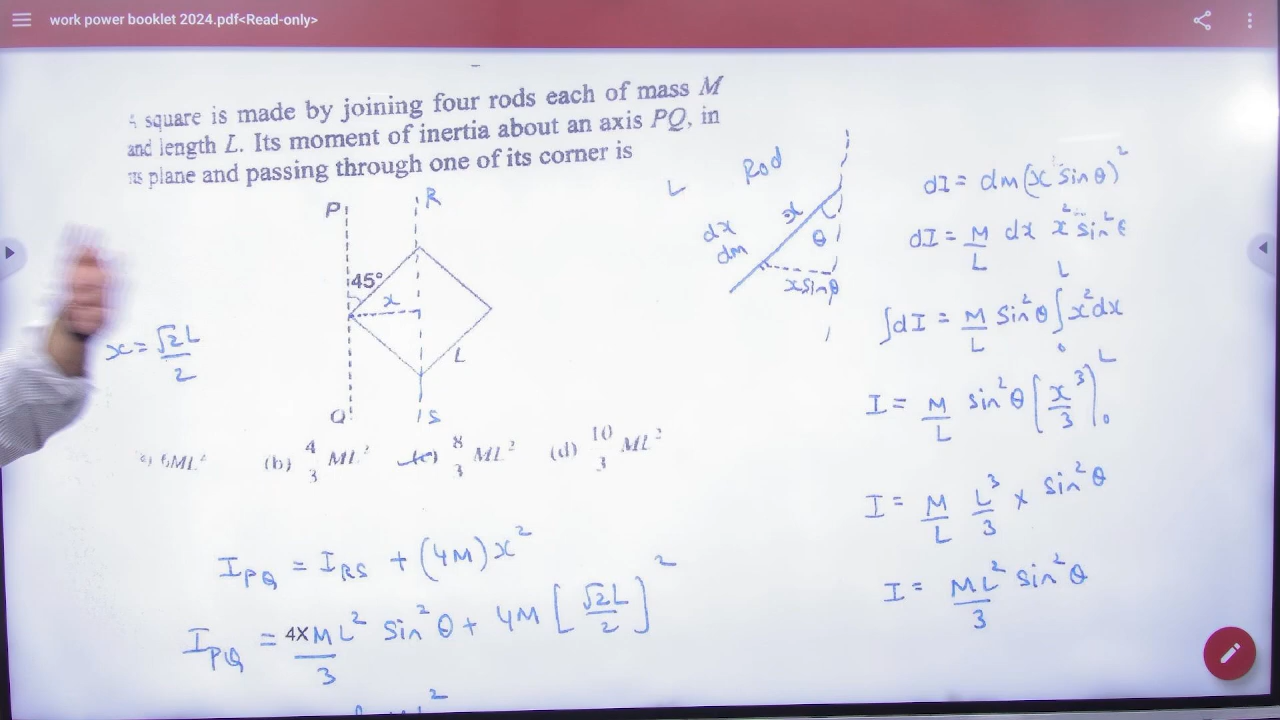 work power booklet 2024.pdf<Read-only>
square is made by joining four rods each of mass M
and length L. Its moment of inertia about an axis PQ, in
its plane and passing through one of its corner is
P
R
45°
x
L
Q
S
x = √2L/2
(b) 4/3 ML² (c) 8/3 ML² (d) 10/3 ML²
I_PQ = I_RS + (4M)x²
I_PQ = 4×ML²/3 sin²θ + 4M [√2L/2]²
L
Rod
x
dx
dm
θ
xsinθ
dI = dm(x sinθ)²
dI = M/L dx x² sin²θ
∫dI = M/L sin²θ ∫₀ᴸ x²dx
I = M/L sin²θ [x³/3]₀ᴸ
I = M/L L³/3 × sin²θ
I = ML²/3 sin²θ